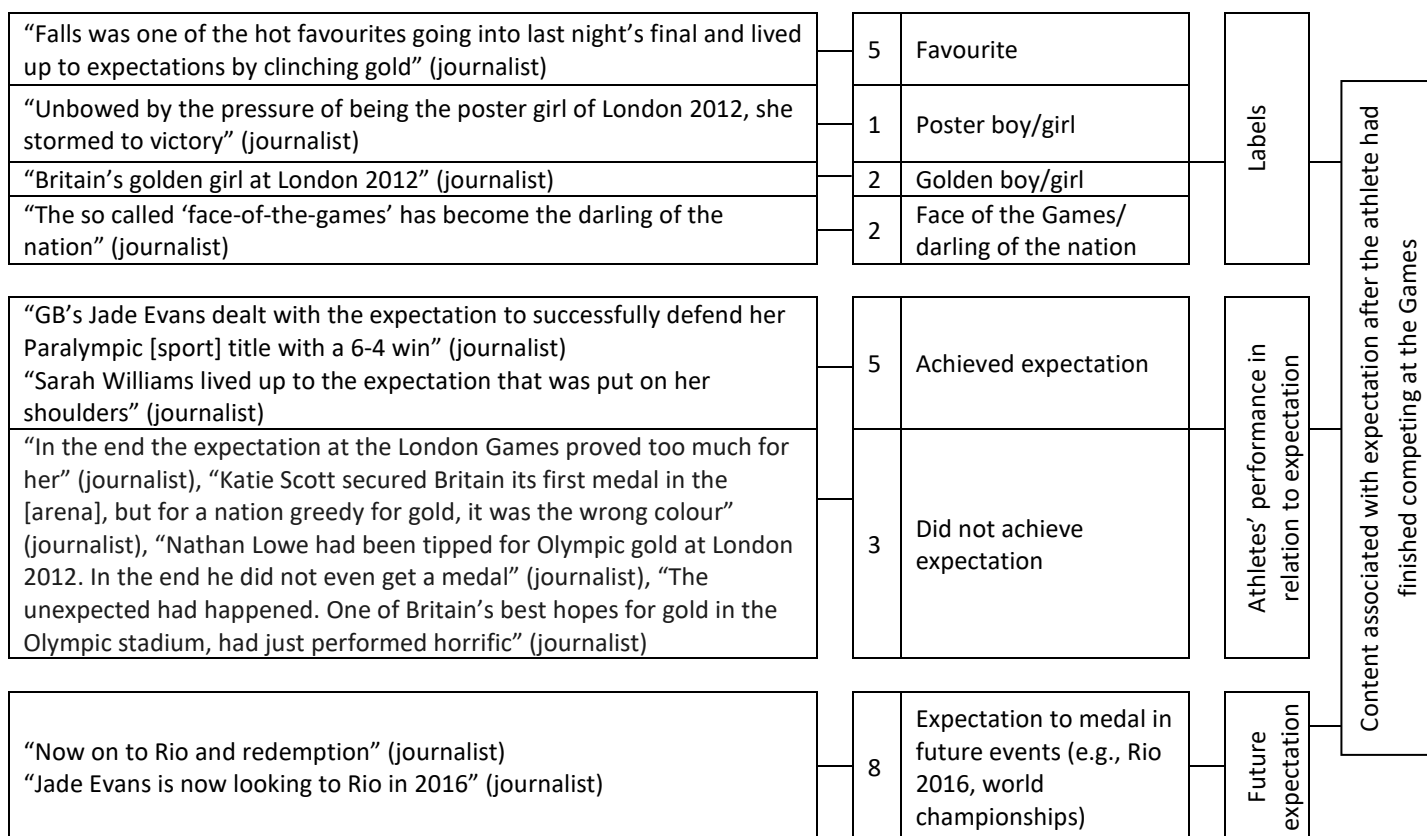 “Falls was one of the hot favourites going into last night’s final and lived
up to expectations by clinching gold” (journalist)
5
Favourite
“Unbowed by the pressure of being the poster girl of London 2012, she
stormed to victory” (journalist)
1
Poster boy/girl
“Britain’s golden girl at London 2012” (journalist)
2
Golden boy/girl
“The so called ‘face-of-the-games’ has become the darling of the
nation” (journalist)
2
Face of the Games/
darling of the nation
Labels
“GB’s Jade Evans dealt with the expectation to successfully defend her
Paralympic [sport] title with a 6-4 win” (journalist)
“Sarah Williams lived up to the expectation that was put on her
shoulders” (journalist)
5
Achieved expectation
“In the end the expectation at the London Games proved too much for
her” (journalist), “Katie Scott secured Britain its first medal in the
[arena], but for a nation greedy for gold, it was the wrong colour”
(journalist), “Nathan Lowe had been tipped for Olympic gold at London
2012. In the end he did not even get a medal” (journalist), “The
unexpected had happened. One of Britain’s best hopes for gold in the
Olympic stadium, had just performed horrific” (journalist)
3
Did not achieve
expectation
Athletes’ performance in
relation to expectation
“Now on to Rio and redemption” (journalist)
“Jade Evans is now looking to Rio in 2016” (journalist)
8
Expectation to medal in
future events (e.g., Rio
2016, world
championships)
Future
expectation
Content associated with expectation after the athlete had
finished competing at the Games